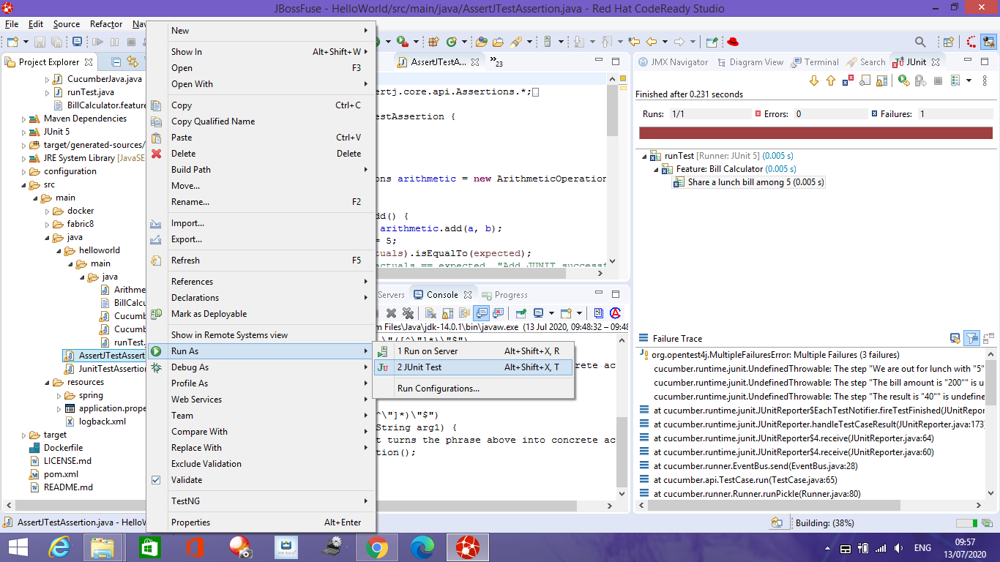 JBossFuse - HelloWorld/src/main/java/AssertJTestAssertion.java - Red Hat CodeReady Studio
File Edit Source Refactor Nav
Project Explorer
CucumberJava.java
runTest.java
BillCalculator.feature
Maven Dependencies
JUnit 5
target/generated-sources/
JRE System Library [JavaSE
configuration
src
main
docker
fabric8
java
helloworld
main
java
Arithme
BillCalcu
Cucumb
Cucumb
runTest.
AssertJTestAssert
JunitTestAssertion
resources
spring
application.prope
logback.xml
target
Dockerfile
LICENSE.md
pom.xml
README.md
New
Show In Alt+Shift+W
Open F3
Open With
Copy Ctrl+C
Copy Qualified Name
Paste Ctrl+V
Delete Delete
Build Path
Move...
Rename... F2
Import...
Export...
Refresh F5
References
Declarations
Mark as Deployable
Show in Remote Systems view
Run As
Debug As
Profile As
Web Services
Team
Compare With
Replace With
Exclude Validation
Validate
TestNG
Properties Alt+Enter
1 Run on Server Alt+Shift+X, R
2 JUnit Test Alt+Shift+X, T
Run Configurations...
AssertJTestA... 23
ertj.core.api.Assertions.*;
estAssertion {
ons arithmetic = new ArithmeticOperation
dd() {
arithmetic.add(a, b);
= 5;
tuals).isEqualTo(expected);
actuals == expected, "Add JUNIT successf
Servers Console Progress
m Files\Java\jdk-14.0.1\bin\javaw.exe (13 Jul 2020, 09:48:32 – 09:48
\"([^\"]*)\"$")
crete ac
^\"]*)\"$")
String arg1) {
t turns the phrase above into concrete ac
tion();
JMX Navigator Diagram View Terminal Search JUnit
Finished after 0.231 seconds
Runs: 1/1 Errors: 0 Failures: 1
runTest [Runner: JUnit 5] (0.005 s)
Feature: Bill Calculator (0.005 s)
Share a lunch bill among 5 (0.005 s)
Failure Trace
org.opentest4j.MultipleFailuresError: Multiple Failures (3 failures)
cucumber.runtime.junit.UndefinedThrowable: The step "We are out for lunch with "5"
cucumber.runtime.junit.UndefinedThrowable: The step "The bill amount is "200"" is u
cucumber.runtime.junit.UndefinedThrowable: The step "The result is "40"" is undefine
at cucumber.runtime.junit.JUnitReporter$EachTestNotifier.fireTestFinished(JUnitRepor
at cucumber.runtime.junit.JUnitReporter.handleTestCaseResult(JUnitReporter.java:173)
at cucumber.runtime.junit.JUnitReporter$4.receive(JUnitReporter.java:64)
at cucumber.runtime.junit.JUnitReporter$4.receive(JUnitReporter.java:60)
at cucumber.runner.EventBus.send(EventBus.java:28)
at cucumber.api.TestCase.run(TestCase.java:65)
at cucumber.runner.Runner.runPickle(Runner.java:80)
AssertJTestAssertion.java - HelloW
Building: (38%)
ENG
09:57
13/07/2020